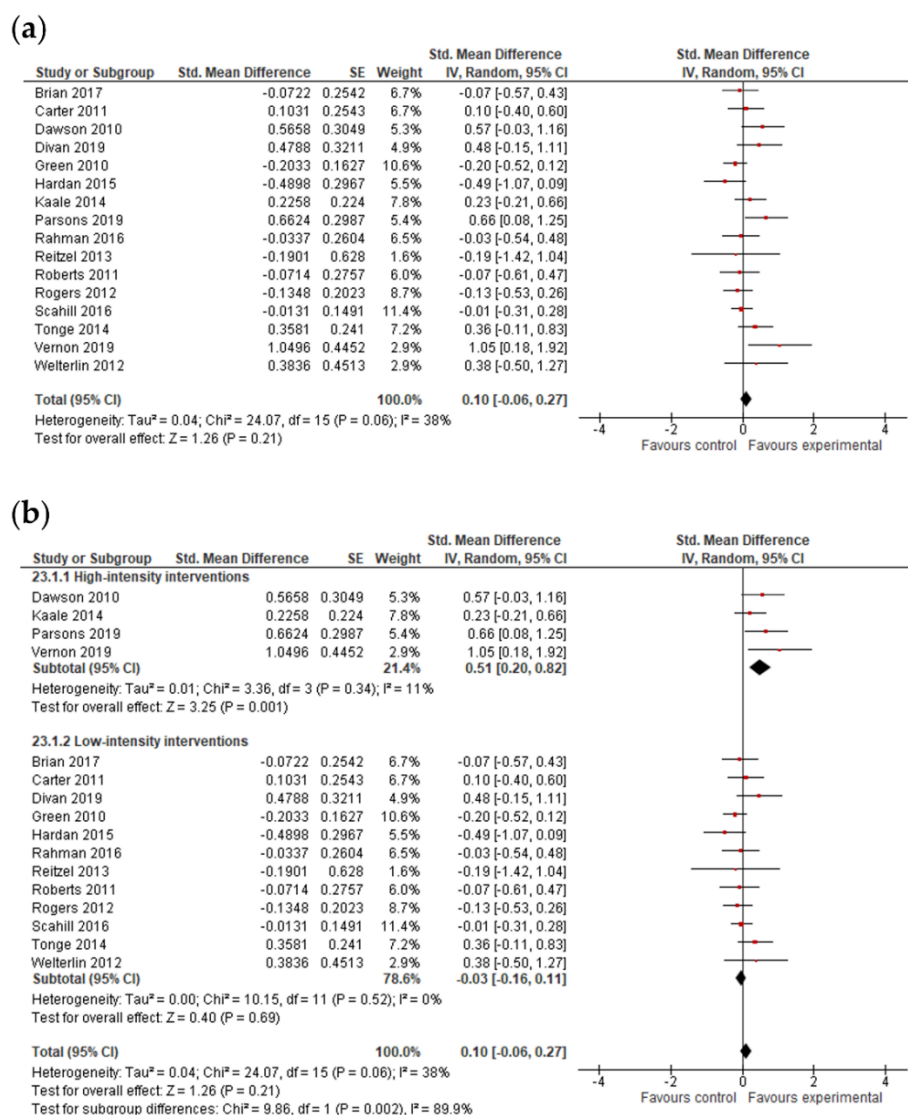 (a)
Std. Mean Difference Std. Mean Difference
Study or Subgroup Std. Mean Difference SE Weight IV, Random, 95% CI IV, Random, 95% CI
Brian 2017 -0.0722 0.2542 6.7% -0.07 [-0.57, 0.43]
Carter 2011 0.1031 0.2543 6.7% 0.10 [-0.40, 0.60]
Dawson 2010 0.5658 0.3049 5.3% 0.57 [-0.03, 1.16]
Divan 2019 0.4788 0.3211 4.9% 0.48 [-0.15, 1.11]
Green 2010 -0.2033 0.1627 10.6% -0.20 [-0.52, 0.12]
Hardan 2015 -0.4898 0.2967 5.5% -0.49 [-1.07, 0.09]
Kaale 2014 0.2258 0.224 7.8% 0.23 [-0.21, 0.66]
Parsons 2019 0.6624 0.2987 5.4% 0.66 [0.08, 1.25]
Rahman 2016 -0.0337 0.2604 6.5% -0.03 [-0.54, 0.48]
Reitzel 2013 -0.1901 0.628 1.6% -0.19 [-1.42, 1.04]
Roberts 2011 -0.0714 0.2757 6.0% -0.07 [-0.61, 0.47]
Rogers 2012 -0.1348 0.2023 8.7% -0.13 [-0.53, 0.26]
Scahill 2016 -0.0131 0.1491 11.4% -0.01 [-0.31, 0.28]
Tonge 2014 0.3581 0.241 7.2% 0.36 [-0.11, 0.83]
Vernon 2019 1.0496 0.4452 2.9% 1.05 [0.18, 1.92]
Welterlin 2012 0.3836 0.4513 2.9% 0.38 [-0.50, 1.27]
Total (95% CI) 100.0% 0.10 [-0.06, 0.27]
Heterogeneity: Tau² = 0.04; Chi² = 24.07, df = 15 (P = 0.06); I² = 38%
Test for overall effect: Z = 1.26 (P = 0.21)
-4 -2 0 2 4
Favours control Favours experimental
(b)
Std. Mean Difference Std. Mean Difference
Study or Subgroup Std. Mean Difference SE Weight IV, Random, 95% CI IV, Random, 95% CI
23.1.1 High-intensity interventions
Dawson 2010 0.5658 0.3049 5.3% 0.57 [-0.03, 1.16]
Kaale 2014 0.2258 0.224 7.8% 0.23 [-0.21, 0.66]
Parsons 2019 0.6624 0.2987 5.4% 0.66 [0.08, 1.25]
Vernon 2019 1.0496 0.4452 2.9% 1.05 [0.18, 1.92]
Subtotal (95% CI) 21.4% 0.51 [0.20, 0.82]
Heterogeneity: Tau² = 0.01; Chi² = 3.36, df = 3 (P = 0.34); I² = 11%
Test for overall effect: Z = 3.25 (P = 0.001)
23.1.2 Low-intensity interventions
Brian 2017 -0.0722 0.2542 6.7% -0.07 [-0.57, 0.43]
Carter 2011 0.1031 0.2543 6.7% 0.10 [-0.40, 0.60]
Divan 2019 0.4788 0.3211 4.9% 0.48 [-0.15, 1.11]
Green 2010 -0.2033 0.1627 10.6% -0.20 [-0.52, 0.12]
Hardan 2015 -0.4898 0.2967 5.5% -0.49 [-1.07, 0.09]
Rahman 2016 -0.0337 0.2604 6.5% -0.03 [-0.54, 0.48]
Reitzel 2013 -0.1901 0.628 1.6% -0.19 [-1.42, 1.04]
Roberts 2011 -0.0714 0.2757 6.0% -0.07 [-0.61, 0.47]
Rogers 2012 -0.1348 0.2023 8.7% -0.13 [-0.53, 0.26]
Scahill 2016 -0.0131 0.1491 11.4% -0.01 [-0.31, 0.28]
Tonge 2014 0.3581 0.241 7.2% 0.36 [-0.11, 0.83]
Welterlin 2012 0.3836 0.4513 2.9% 0.38 [-0.50, 1.27]
Subtotal (95% CI) 78.6% -0.03 [-0.16, 0.11]
Heterogeneity: Tau² = 0.00; Chi² = 10.15, df = 11 (P = 0.52); I² = 0%
Test for overall effect: Z = 0.40 (P = 0.69)
Total (95% CI) 100.0% 0.10 [-0.06, 0.27]
Heterogeneity: Tau² = 0.04; Chi² = 24.07, df = 15 (P = 0.06); I² = 38%
Test for overall effect: Z = 1.26 (P = 0.21)
Test for subgroup differences: Chi² = 9.86, df = 1 (P = 0.002), I² = 89.9%
-4 -2 0 2 4
Favours control Favours experimental